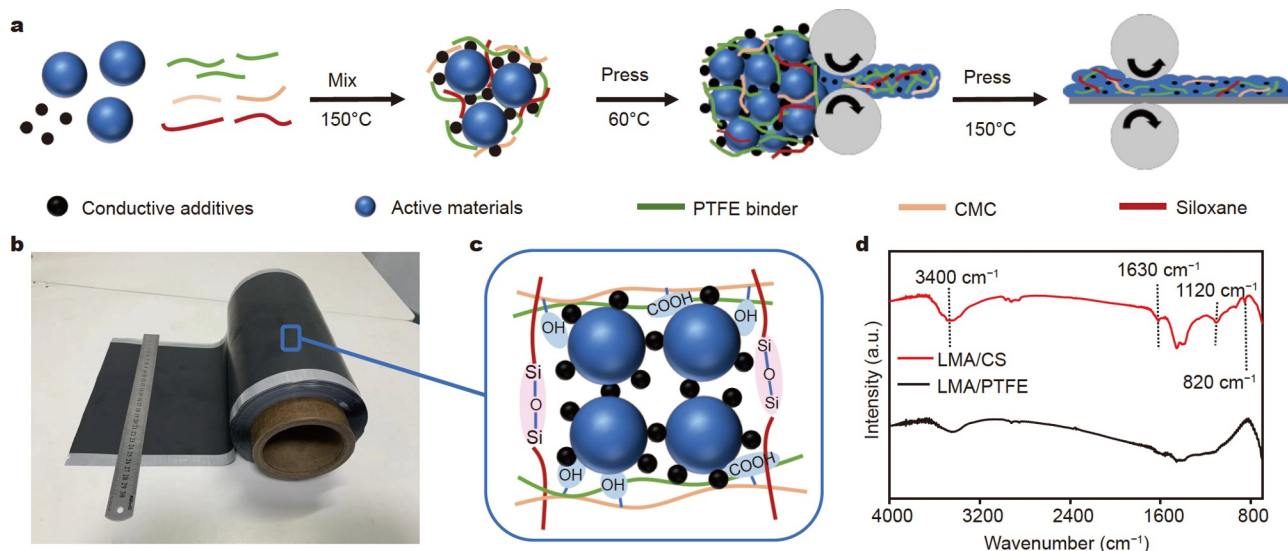 a
Mix
150°C
Press
60°C
Press
150°C
Conductive additives
Active materials
PTFE binder
CMC
Siloxane
b
c
OH
COOH
OH
Si
O
Si
Si
O
Si
OH
OH
COOH
d
3400 cm⁻¹
1630 cm⁻¹
1120 cm⁻¹
LMA/CS
LMA/PTFE
820 cm⁻¹
Intensity (a.u.)
4000
3200
2400
1600
800
Wavenumber (cm⁻¹)